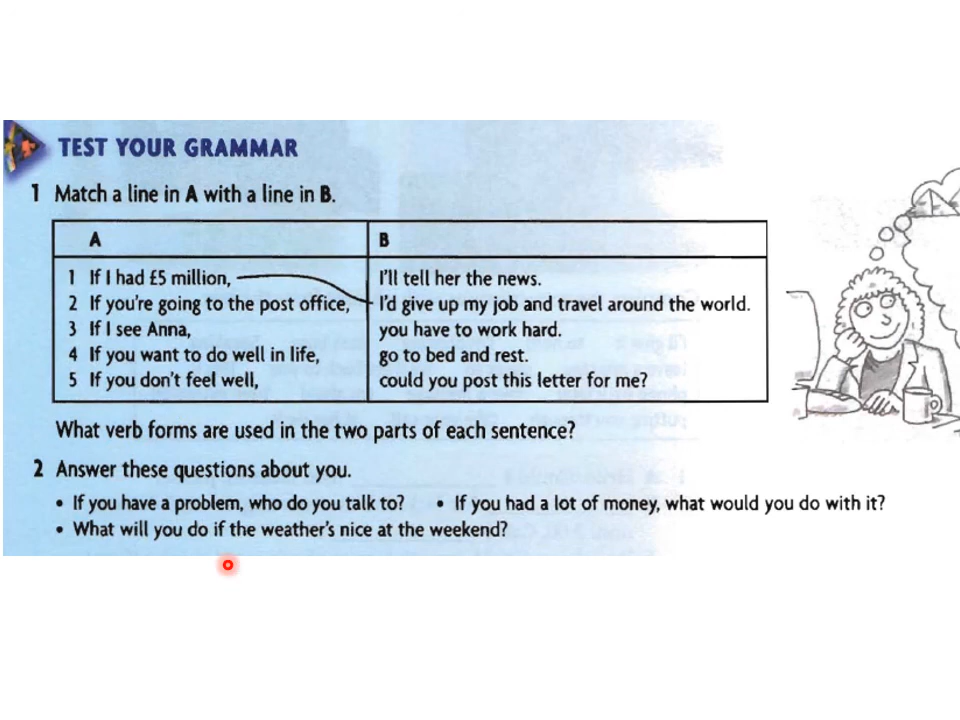 TEST YOUR GRAMMAR
1 Match a line in A with a line in B.
A B
1 If I had £5 million, I'll tell her the news.
2 If you're going to the post office, I'd give up my job and travel around the world.
3 If I see Anna, you have to work hard.
4 If you want to do well in life, go to bed and rest.
5 If you don't feel well, could you post this letter for me?
What verb forms are used in the two parts of each sentence?
2 Answer these questions about you.
• If you have a problem, who do you talk to? • If you had a lot of money, what would you do with it?
• What will you do if the weather's nice at the weekend?